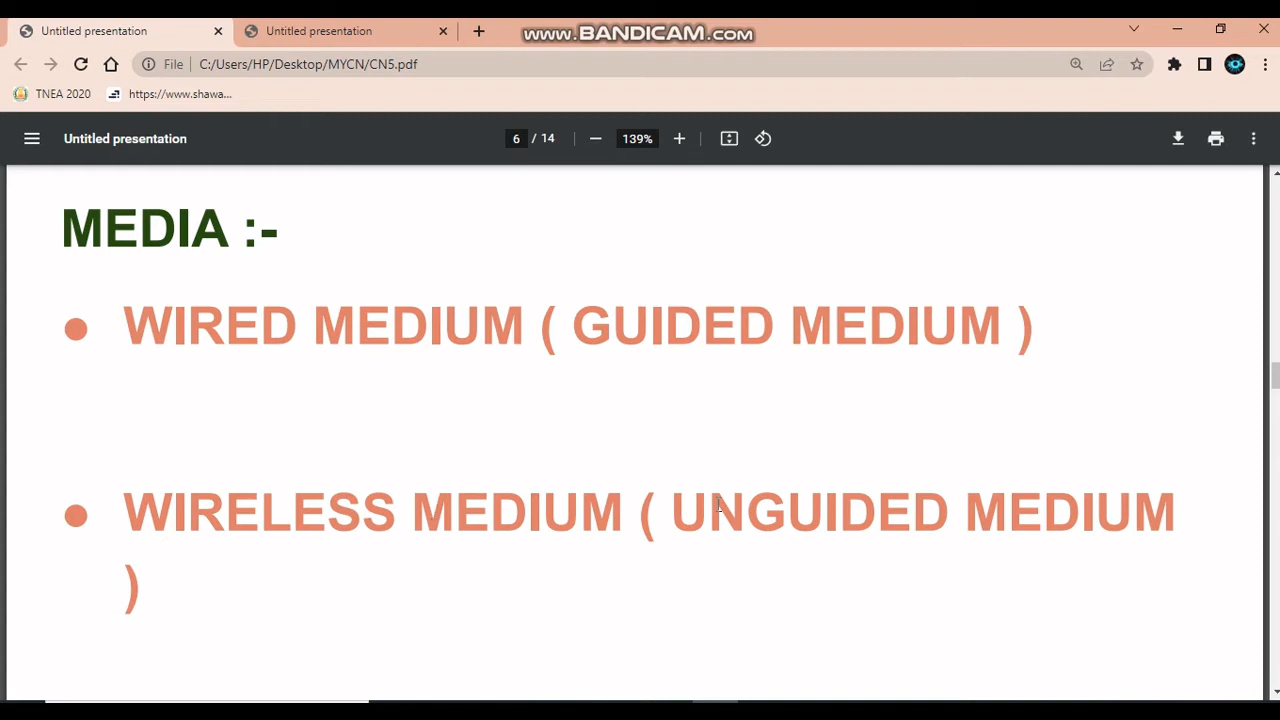 Untitled presentation
Untitled presentation
www.BANDICAM.com
File C:/Users/HP/Desktop/MYCN/CN5.pdf
TNEA 2020
https://www.shawa...
Untitled presentation
6 / 14
139%
MEDIA :-
● WIRED MEDIUM ( GUIDED MEDIUM )
● WIRELESS MEDIUM ( UNGUIDED MEDIUM
)